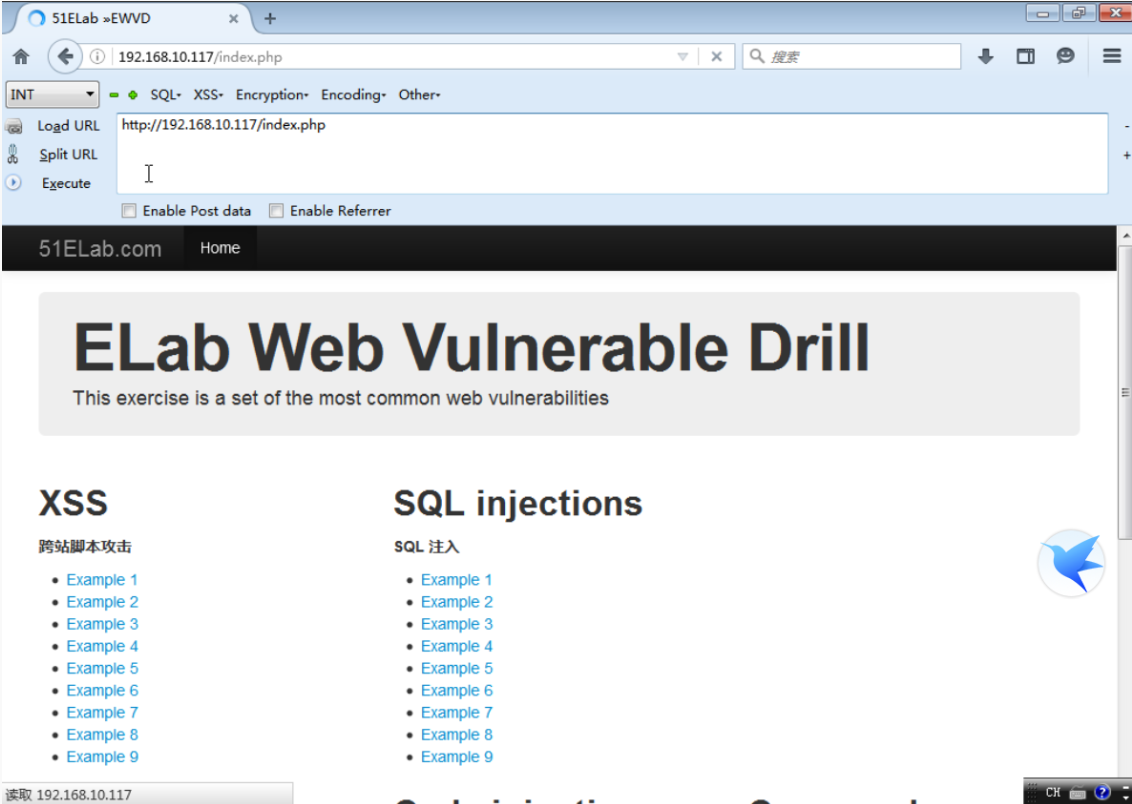 51ELab »EWVD
192.168.10.117/index.php
搜索
INT
SQL
XSS
Encryption
Encoding
Other
Load URL
http://192.168.10.117/index.php
Split URL
Execute
Enable Post data
Enable Referrer
51ELab.com
Home
ELab Web Vulnerable Drill
This exercise is a set of the most common web vulnerabilities
XSS
跨站脚本攻击
Example 1
Example 2
Example 3
Example 4
Example 5
Example 6
Example 7
Example 8
Example 9
SQL injections
SQL 注入
Example 1
Example 2
Example 3
Example 4
Example 5
Example 6
Example 7
Example 8
Example 9
读取 192.168.10.117
CH